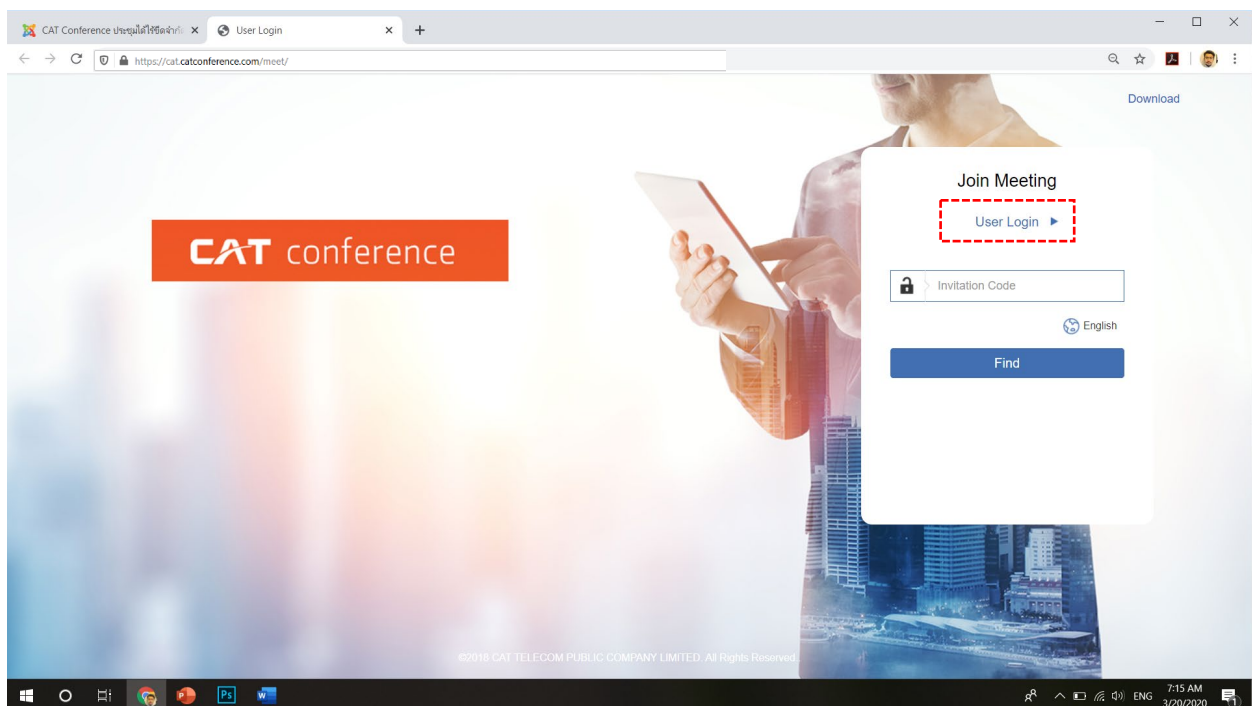 CAT Conference ประชุมได้ไร้ขีดจำกั
User Login
https://cat.catconference.com/meet/
Download
Join Meeting
User Login
CAT conference
Invitation Code
English
Find
©2018 CAT TELECOM PUBLIC COMPANY LIMITED. All Rights Reserved.
Ps
ENG
7:15 AM
3/20/2020
1